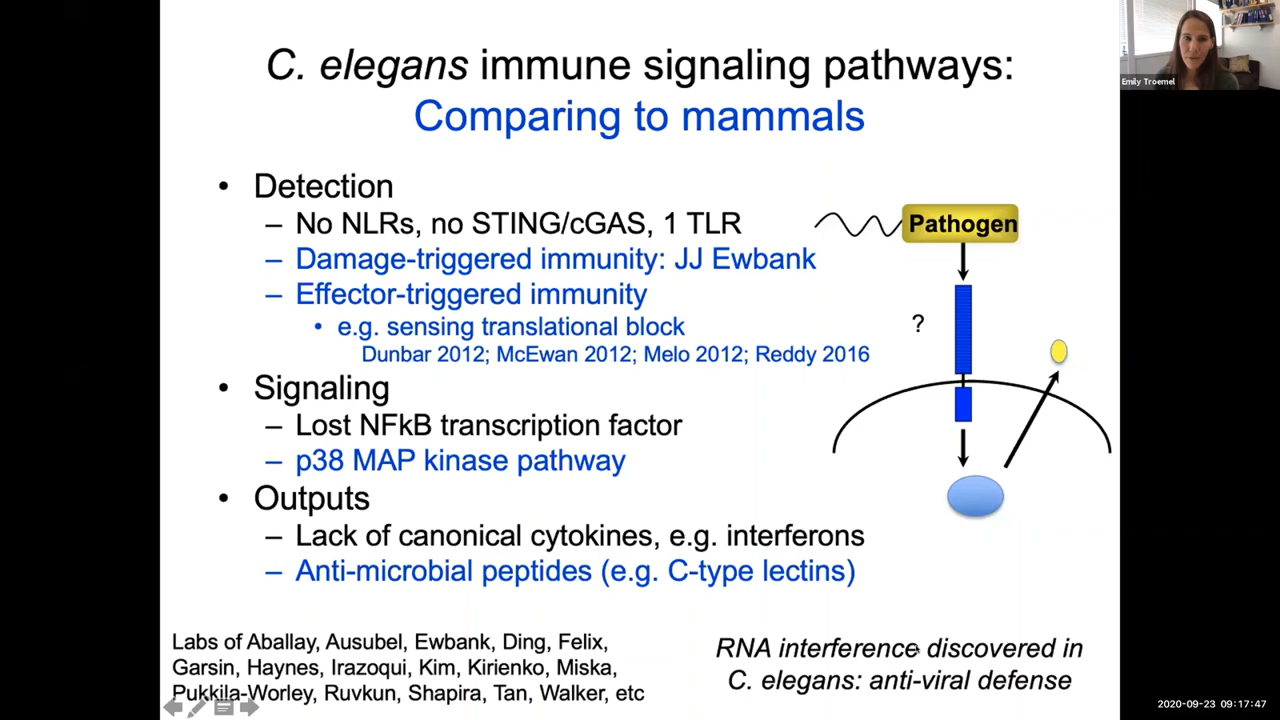 C. elegans immune signaling pathways:
Comparing to mammals
Emily Troemel
• Detection
– No NLRs, no STING/cGAS, 1 TLR
– Damage-triggered immunity: JJ Ewbank
– Effector-triggered immunity
• e.g. sensing translational block
Dunbar 2012; McEwan 2012; Melo 2012; Reddy 2016
• Signaling
– Lost NFkB transcription factor
– p38 MAP kinase pathway
• Outputs
– Lack of canonical cytokines, e.g. interferons
– Anti-microbial peptides (e.g. C-type lectins)
Pathogen
?
Labs of Aballay, Ausubel, Ewbank, Ding, Felix,
Garsin, Haynes, Irazoqui, Kim, Kirienko, Miska,
Pukkila-Worley, Ruvkun, Shapira, Tan, Walker, etc
RNA interference discovered in
C. elegans: anti-viral defense
2020-09-23 09:17:47